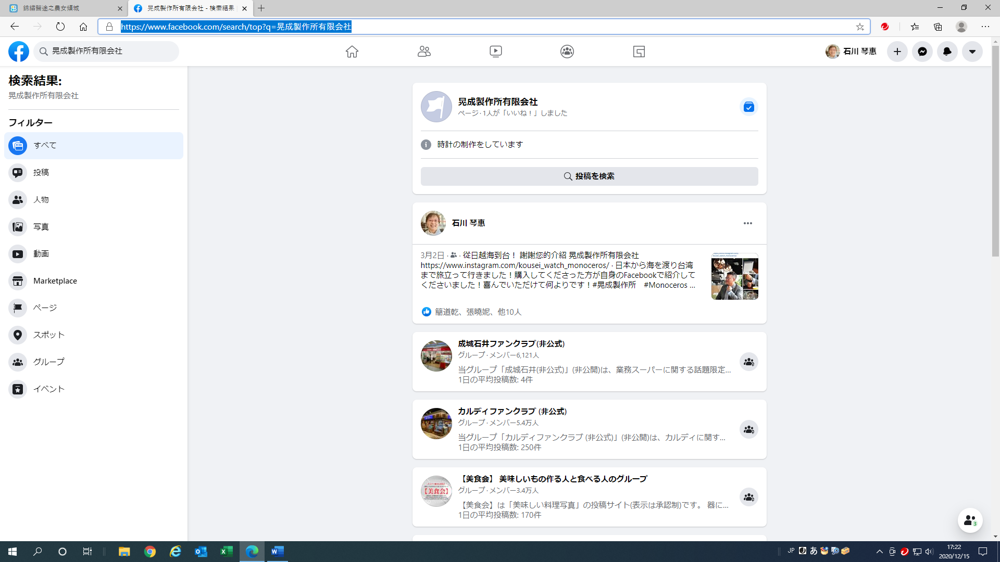 錦繡醫途之農女傾城
晃成製作所有限会社 - 検索結果
https://www.facebook.com/search/top?q=晃成製作所有限会社
晃成製作所有限会社
石川 琴惠
検索結果:
晃成製作所有限会社
フィルター
すべて
投稿
人物
写真
動画
Marketplace
ページ
スポット
グループ
イベント
晃成製作所有限会社
ページ · 1人が「いいね！」しました
時計の制作をしています
投稿を検索
石川 琴惠
3月2日 · · 從日越海到台！ 謝謝您的介紹 晃成製作所有限会社
https://www.instagram.com/kousei_watch_monoceros/ · 日本から海を渡り台湾
まで旅立って行きました！購入してくださった方が自身のFacebookで紹介して
くださいました！喜んでいただけて何よりです！#晃成製作所　#Monoceros ...
簡道乾、張曉妮、他10人
成城石井ファンクラブ(非公式)
グループ · メンバー6,121人
当グループ「成城石井(非公式)」(非公開)は、業務スーパーに関する話題限定...
1日の平均投稿数: 4件
カルディファンクラブ (非公式)
グループ · メンバー5.4万人
当グループ「カルディファンクラブ (非公式)」(非公開)は、カルディに関す...
1日の平均投稿数: 250件
【美食会】
【美食会】 美味しいもの作る人と食べる人のグループ
グループ · メンバー3.4万人
【美食会】は「美味しい料理写真」の投稿サイト(表示は承認制)です。 器に...
1日の平均投稿数: 170件
3
JP あ
17:22
2020/12/15